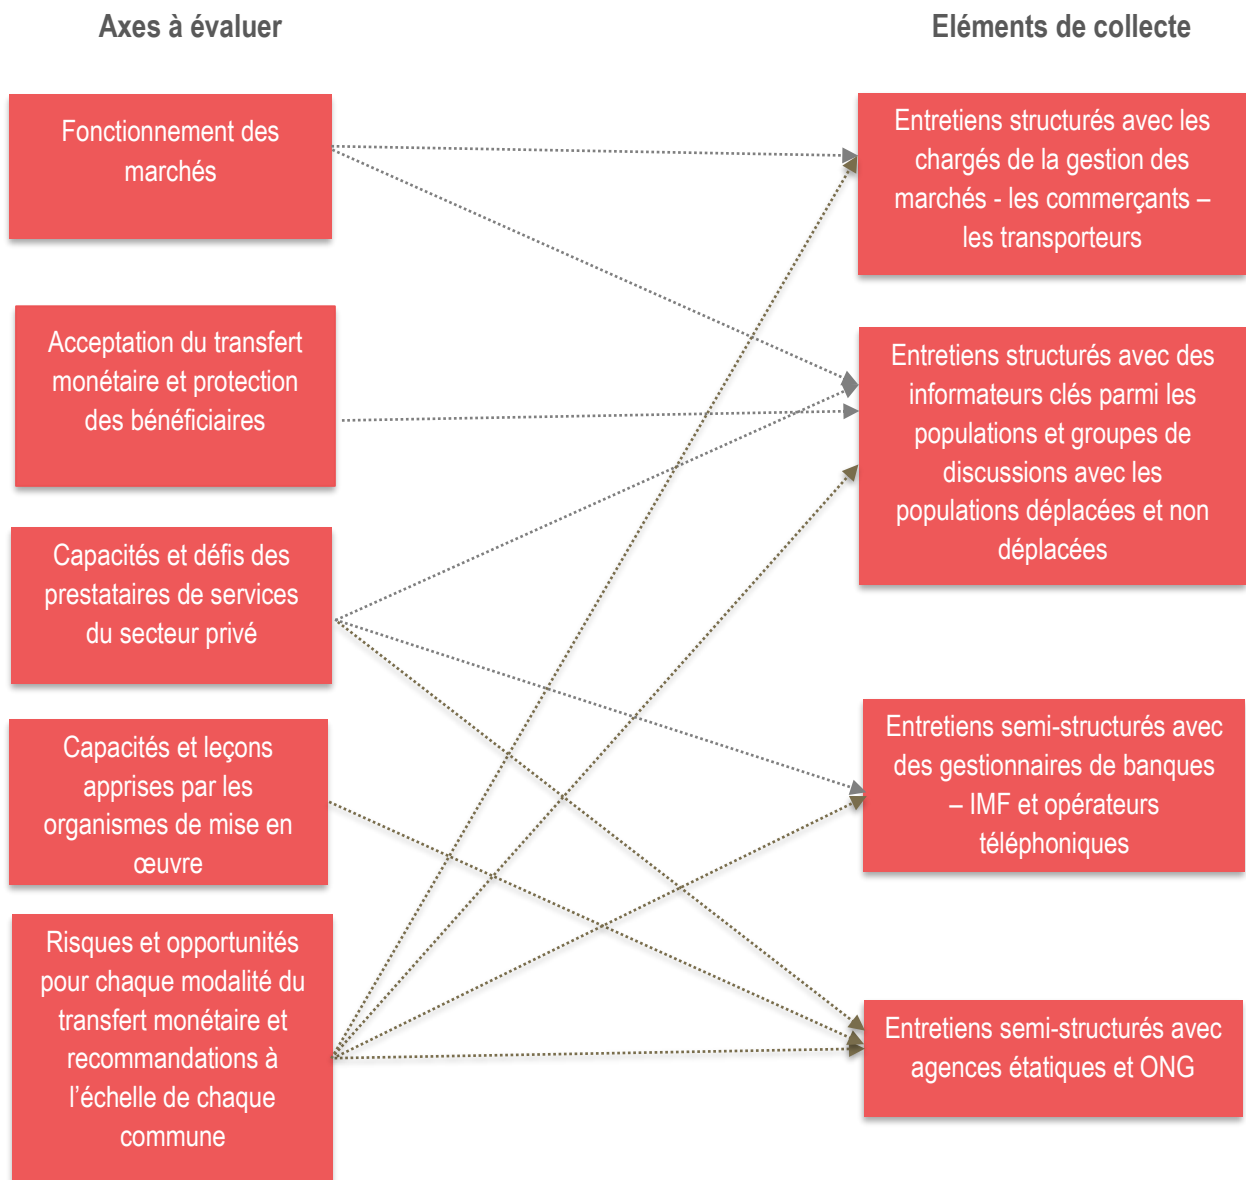 Axes à évaluer
Eléments de collecte
Fonctionnement des
marchés
Acceptation du transfert
monétaire et protection
des bénéficiaires
Capacités et défis des
prestataires de services
du secteur privé
Capacités et leçons
apprises par les
organismes de mise en
œuvre
Risques et opportunités
pour chaque modalité du
transfert monétaire et
recommandations à
l’échelle de chaque
commune
Entretiens structurés avec les
chargés de la gestion des
marchés - les commerçants –
les transporteurs
Entretiens structurés avec des
informateurs clés parmi les
populations et groupes de
discussions avec les
populations déplacées et non
déplacées
Entretiens semi-structurés avec
des gestionnaires de banques
– IMF et opérateurs
téléphoniques
Entretiens semi-structurés avec
agences étatiques et ONG